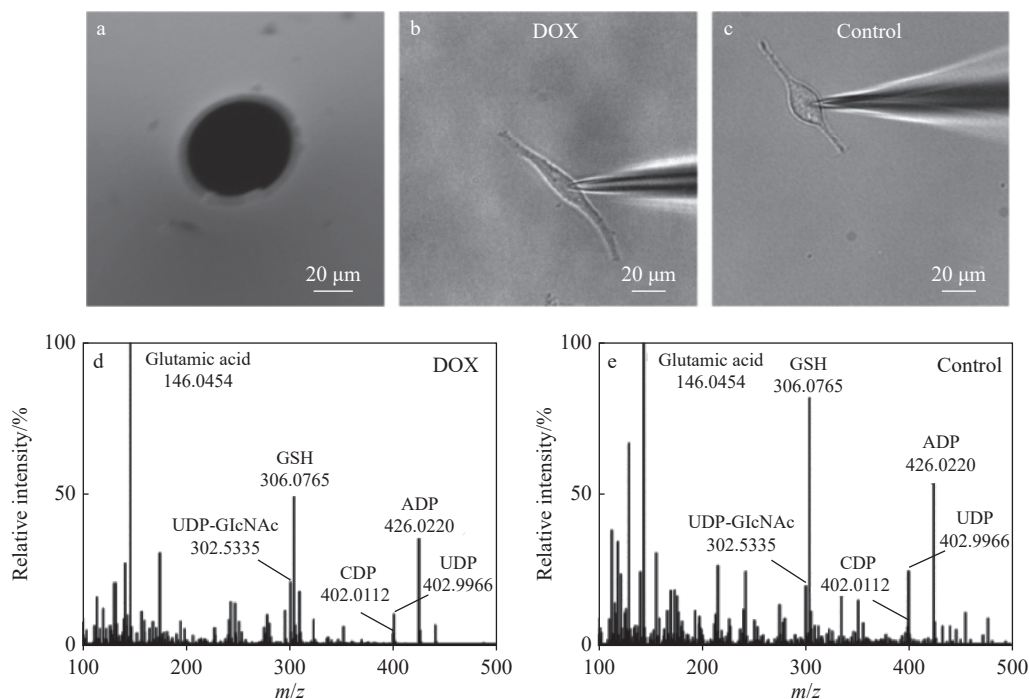 a
20 μm
b
DOX
20 μm
c
Control
20 μm
d
DOX
Relative intensity/%
100
50
0
Glutamic acid
146.0454
GSH
306.0765
UDP-GlcNAc
302.5335
ADP
426.0220
CDP
402.0112
UDP
402.9966
100
200
300
400
500
m/z
e
Control
Relative intensity/%
100
50
0
Glutamic acid
146.0454
GSH
306.0765
UDP-GlcNAc
302.5335
ADP
426.0220
CDP
402.0112
UDP
402.9966
100
200
300
400
500
m/z